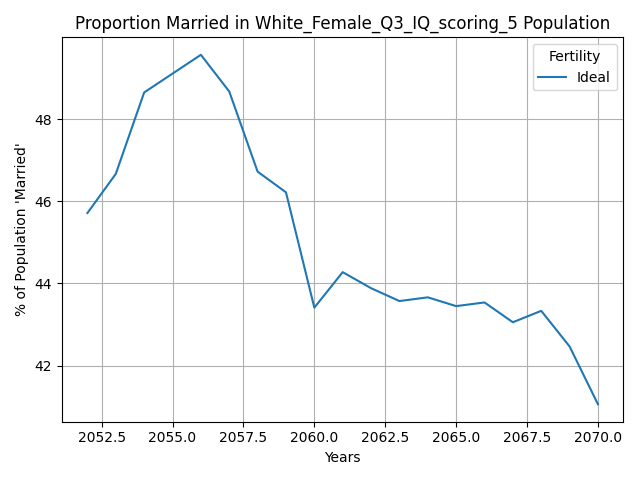 Proportion Married in White_Female_Q3_IQ_scoring_5 Population
Fertility
Ideal
% of Population 'Married'
48
46
44
42
2052.5 2055.0 2057.5 2060.0 2062.5 2065.0 2067.5 2070.0
Years